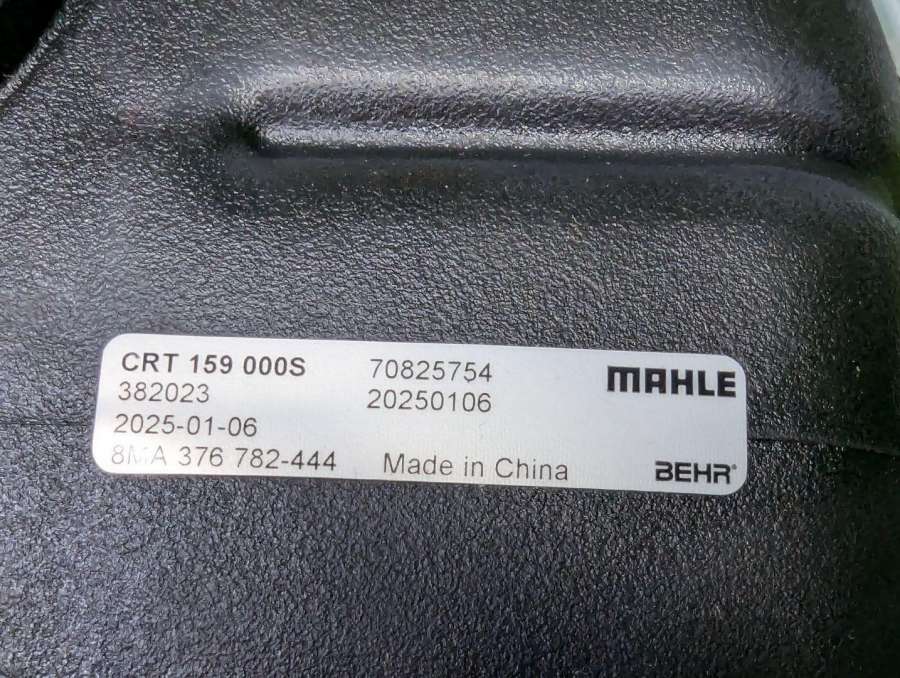 CRT 159 000S 70825754 MAHLE
382023 20250106
2025-01-06
8MA 376 782-444 Made in China BEHR®